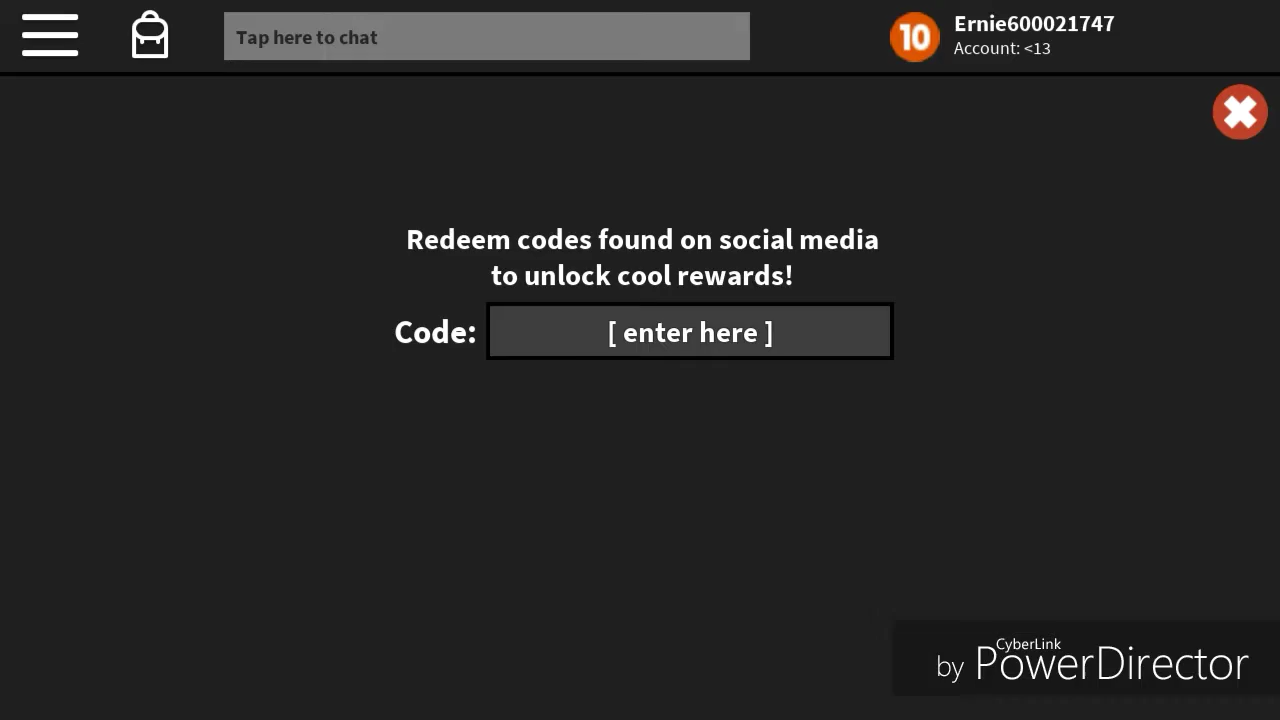 Tap here to chat
10
Ernie600021747
Account: <13
Redeem codes found on social media
to unlock cool rewards!
Code: [ enter here ]
CyberLink
by PowerDirector